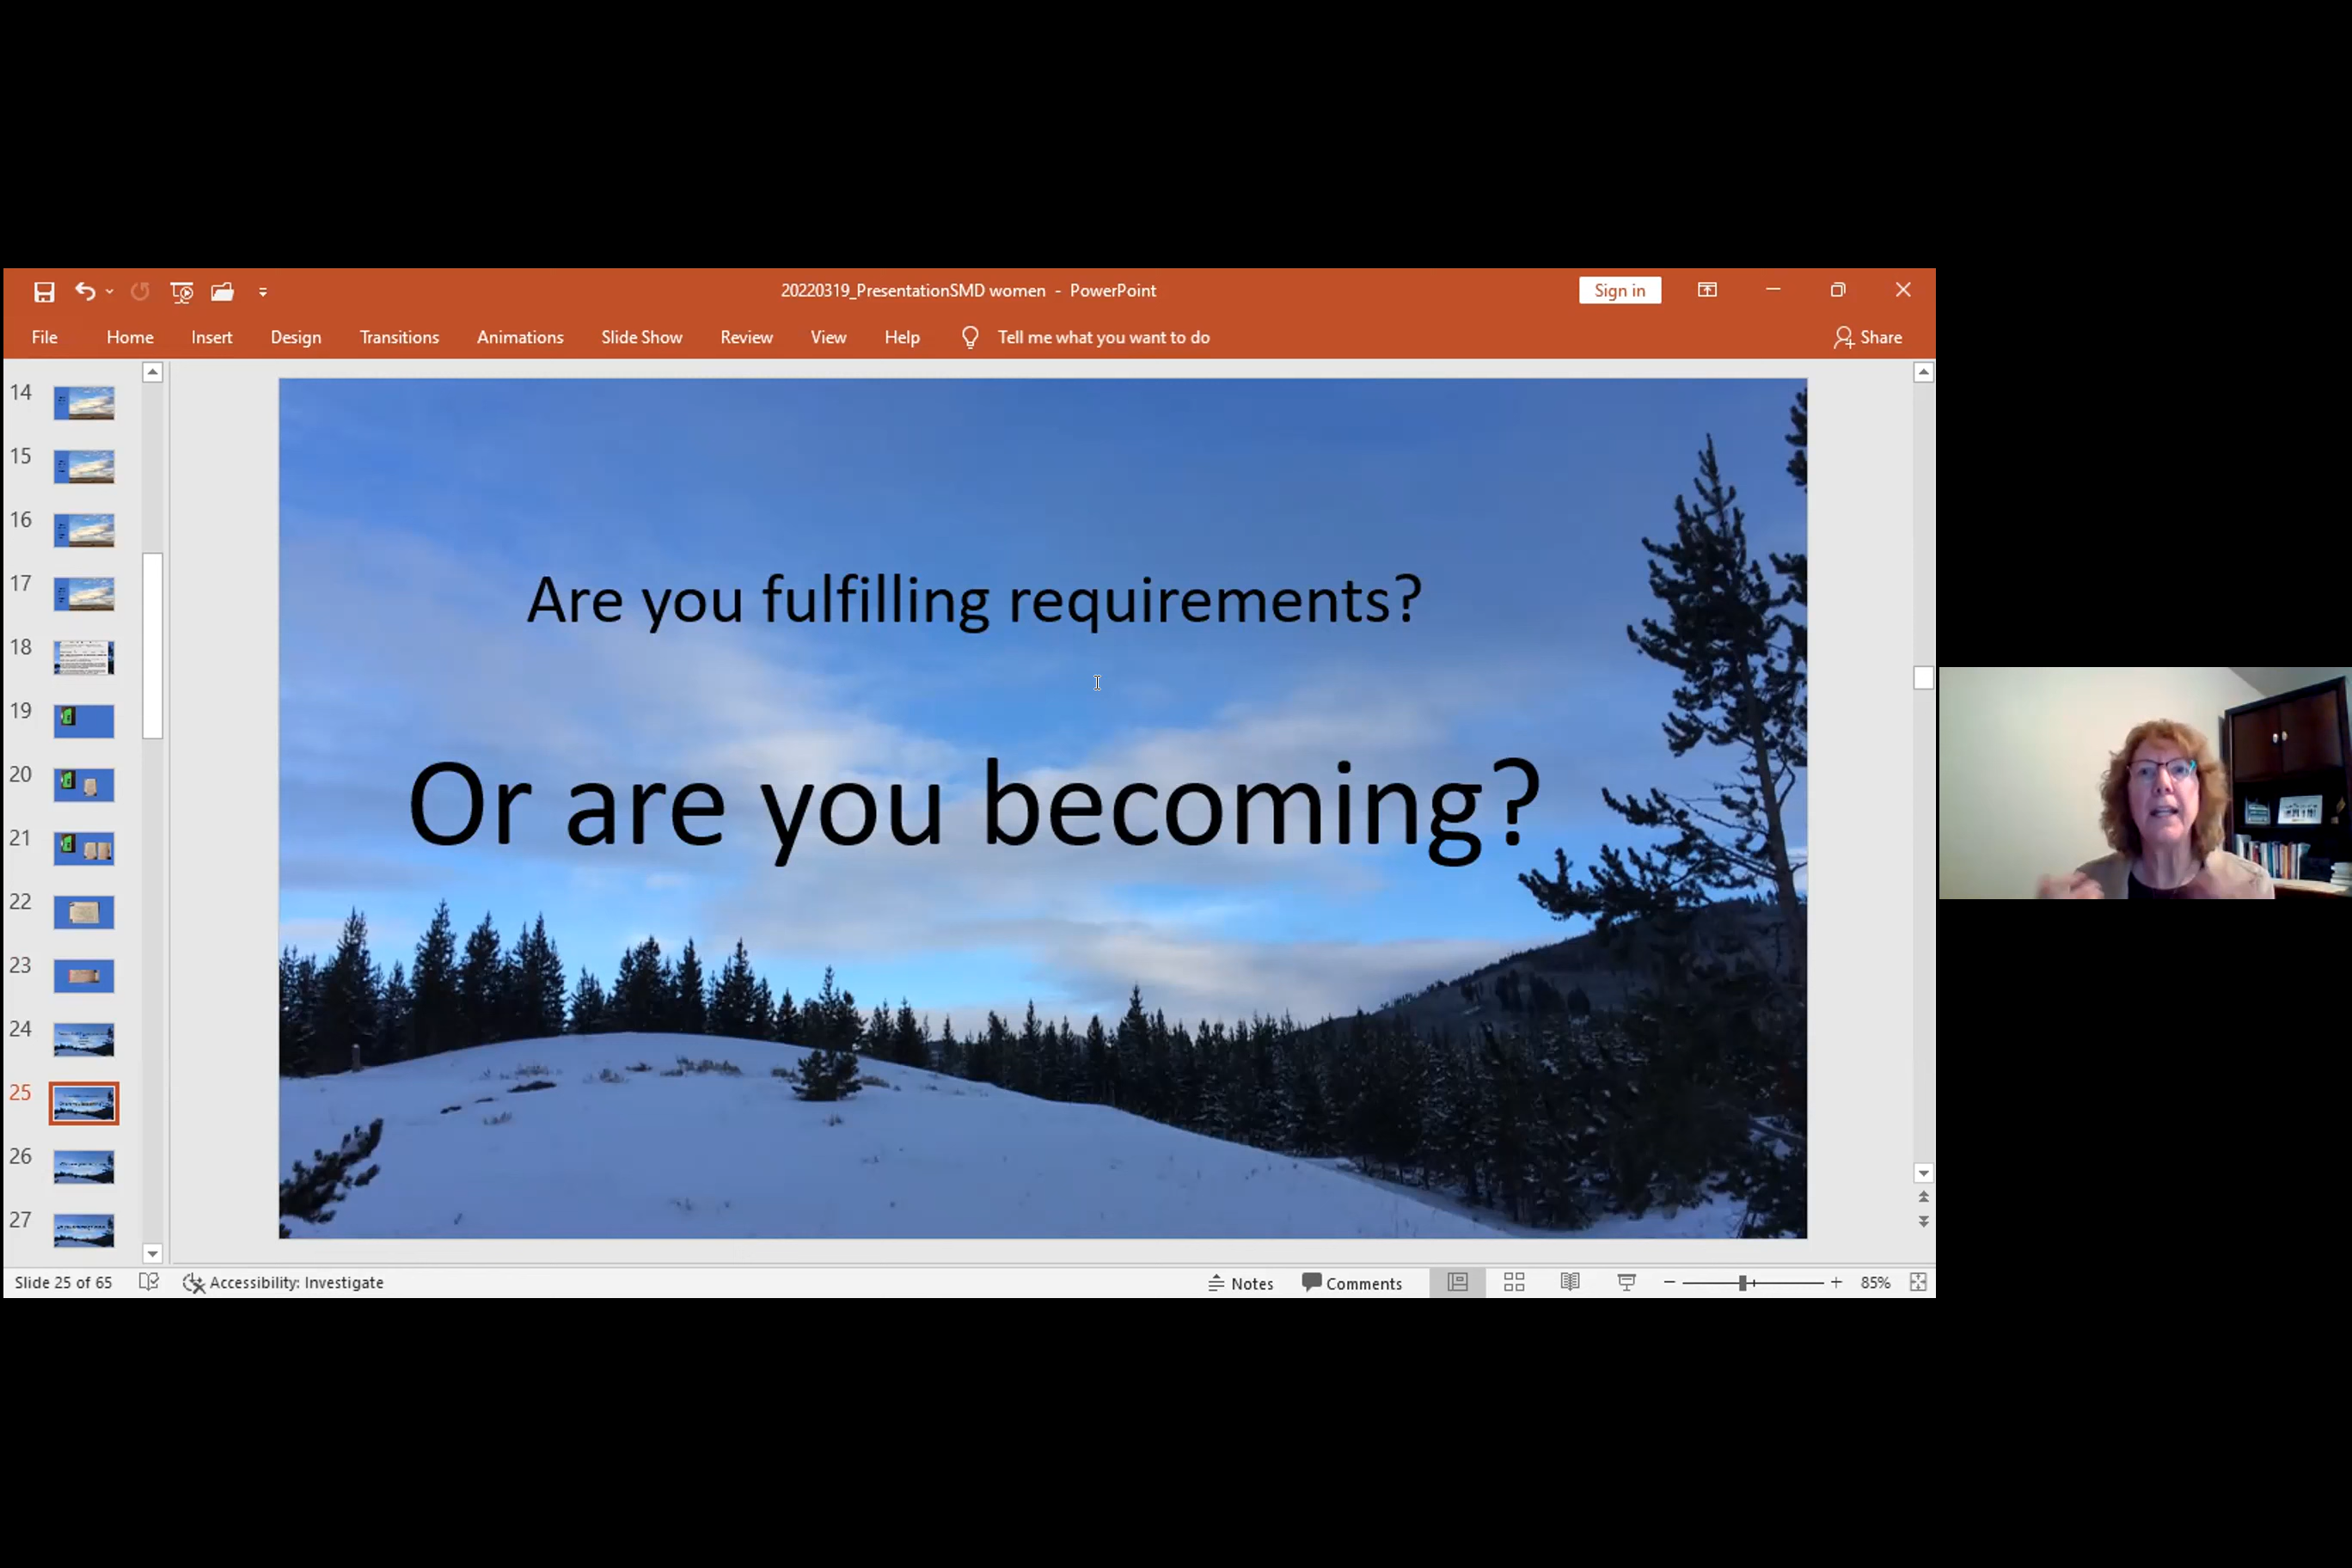 20220319_PresentationSMD women - PowerPoint
Sign in
File Home Insert Design Transitions Animations Slide Show Review View Help Tell me what you want to do Share
14
15
16
17
18
19
20
21
22
23
24
25
26
27
Are you fulfilling requirements?
Or are you becoming?
Slide 25 of 65 Accessibility: Investigate Notes Comments 85%